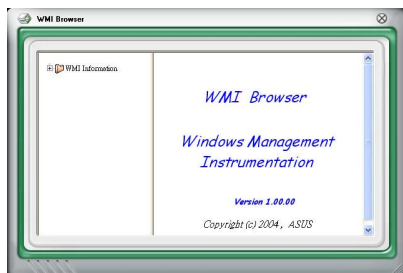 WMI Browser
WMI Information
WMI Browser
Windows Management
Instrumentation
Version 1.00.00
Copyright (c) 2004, ASUS